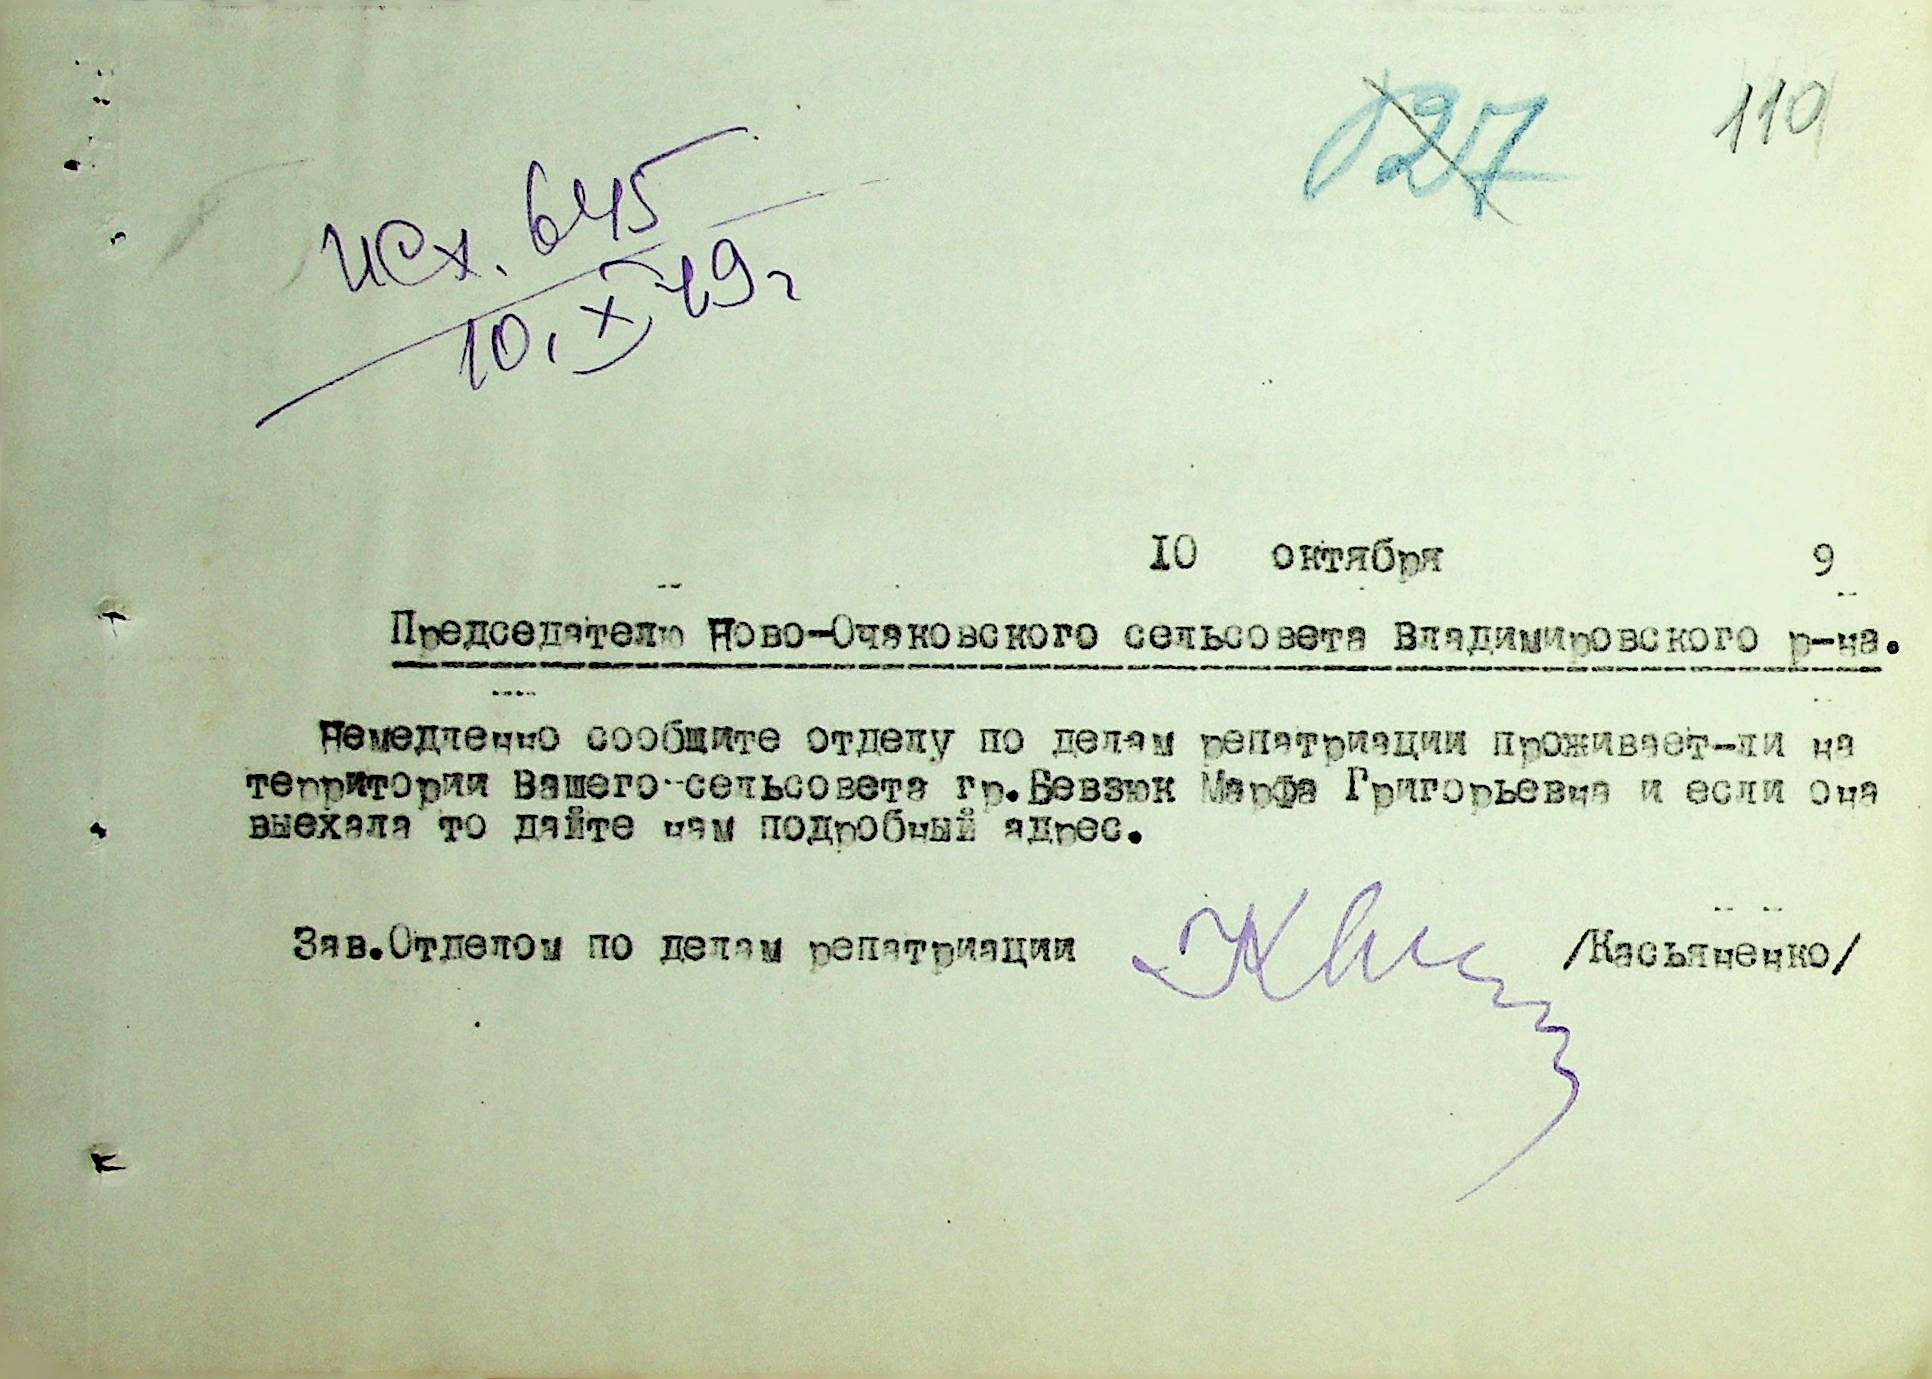 127
110
исх. 645
10. X 49г
10 октября 9
Председателю Ново-Очаковского сельсовета Владимировского р-на.
Немедленно сообщите отделу по делам репатриации проживает-ли на
территории Вашего сельсовета гр.Бевзюк Марфа Григорьевна и если она
выехала то дайте нам подробный адрес.
Зав.Отделом по делам репатриации /Касьяненко/